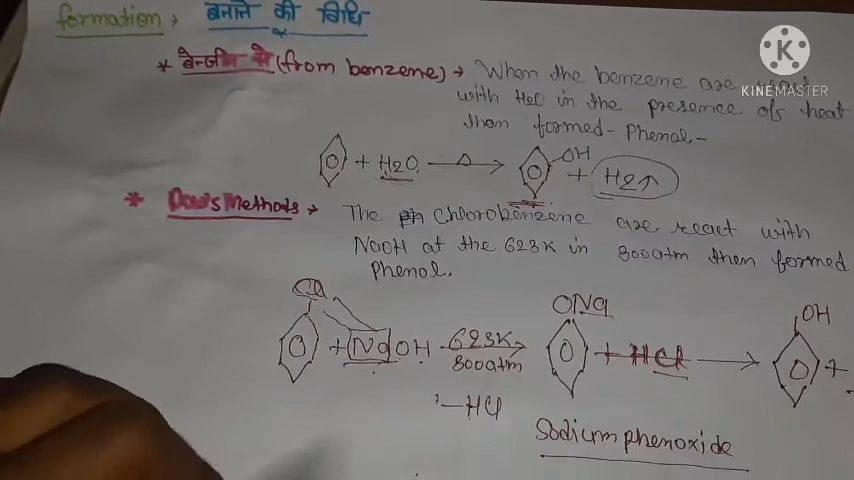 formation, बनाने की विधि
* बेन्जीन से (from benzene) → When the benzene are react
with H2O in the presence of heat
than formed - Phenol -
+ H2O Δ → OH + H2↑
* Dow's Methods → The chlorobenzene are react with
NaOH at the 623K in 300atm then formed
phenol.
Cl + NaOH 623K 300atm → ONa + HCl → OH +
- HCl
Sodium phenoxide
KINEMASTER